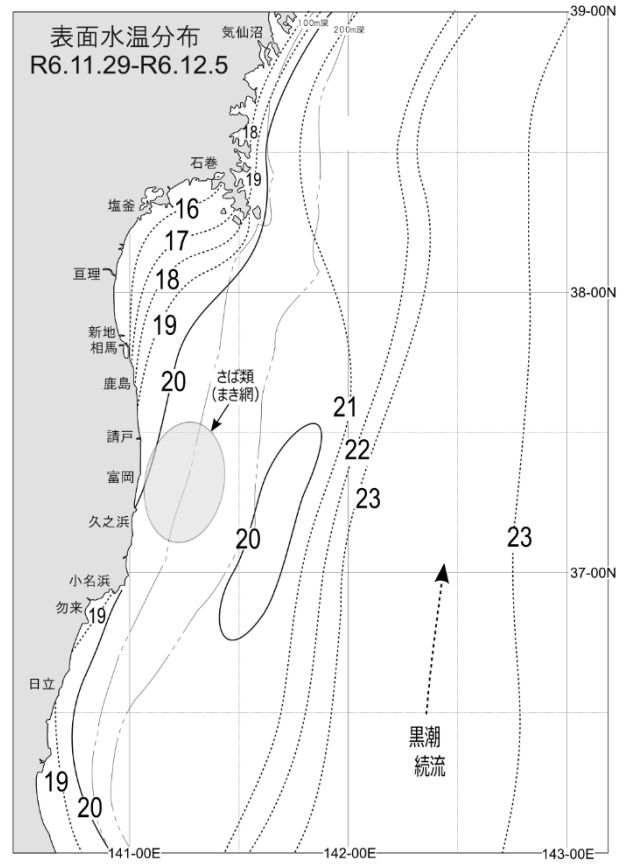 表面水温分布
R6.11.29-R6.12.5
気仙沼
100m深
200m深
39-00N
18
石巻
19
塩釜
16
17
亘理
18
38-00N
19
新地
相馬
20
鹿島
さば類
(まき網)
21
請戸
22
富岡
23
久之浜
20
23
小名浜
37-00N
勿来
19
日立
黒潮
続流
19
20
141-00E
142-00E
143-00E